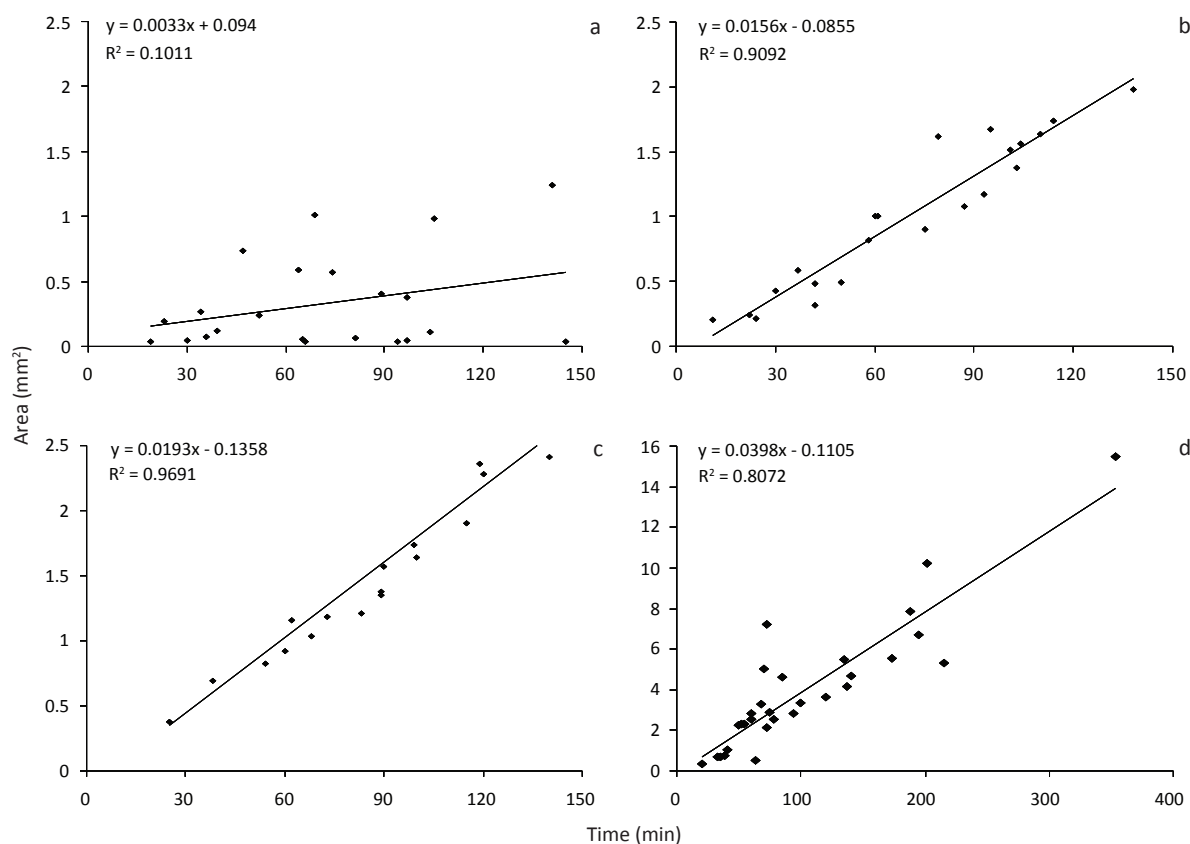 y = 0.0033x + 0.094
R² = 0.1011
a
2.5
2
1.5
1
0.5
0
0 30 60 90 120 150
y = 0.0156x - 0.0855
R² = 0.9092
b
2.5
2
1.5
1
0.5
0
0 30 60 90 120 150
Area (mm²)
y = 0.0193x - 0.1358
R² = 0.9691
c
2.5
2
1.5
1
0.5
0
0 30 60 90 120 150
y = 0.0398x - 0.1105
R² = 0.8072
d
16
14
12
10
8
6
4
2
0
0 100 200 300 400
Time (min)